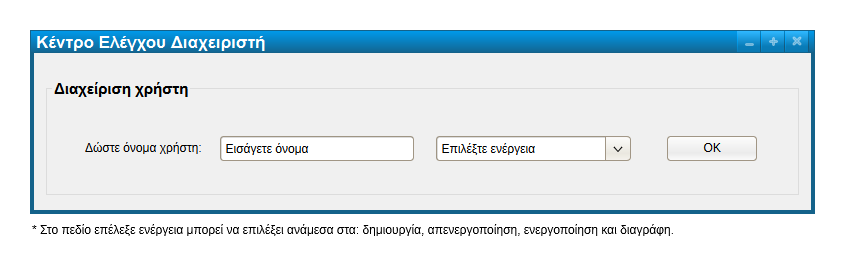 Κέντρο Ελέγχου Διαχειριστή
Διαχείριση χρήστη
Δώστε όνομα χρήστη: Εισάγετε όνομα Επιλέξτε ενέργεια OK
* Στο πεδίο επέλεξε ενέργεια μπορεί να επιλέξει ανάμεσα στα: δημιουργία, απενεργοποίηση, ενεργοποίηση και διαγράφη.